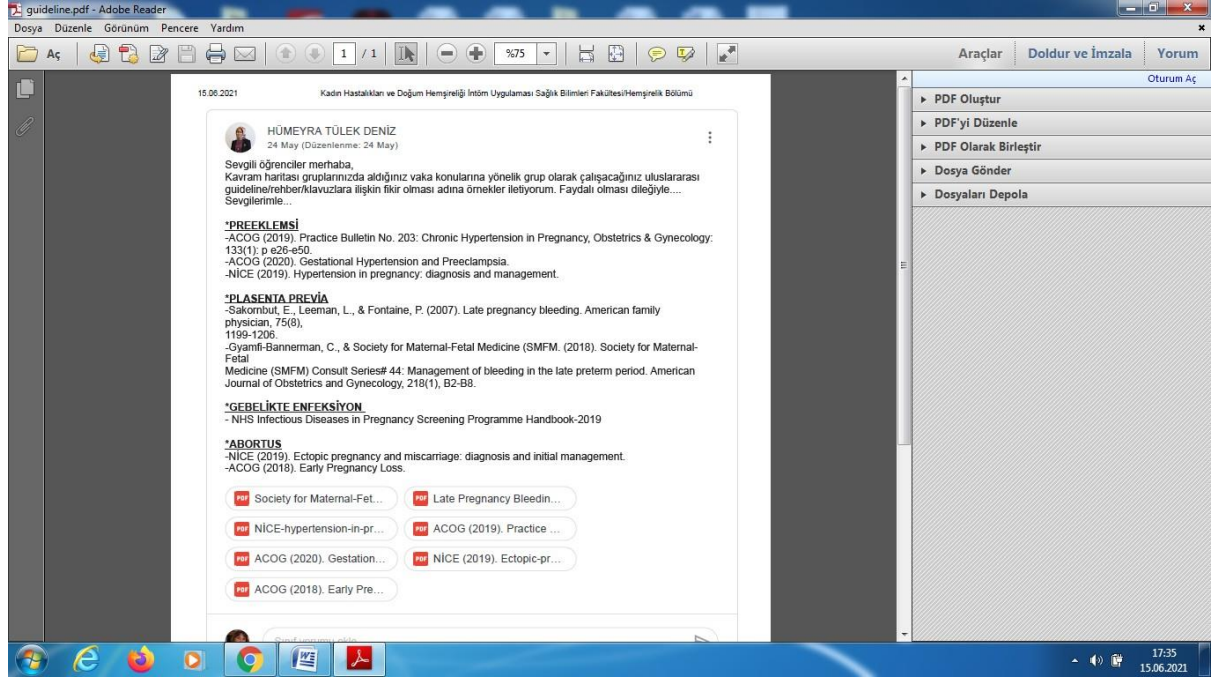 guideline.pdf - Adobe Reader
Dosya Düzenle Görünüm Pencere Yardım
Aç
1 / 1
%75
Araçlar Doldur ve İmzala Yorum
Oturum Aç
PDF Oluştur
PDF'yi Düzenle
PDF Olarak Birleştir
Dosya Gönder
Dosyaları Depola
15.06.2021 Kadın Hastalıkları ve Doğum Hemşireliği İntörn Uygulaması Sağlık Bilimleri Fakültesi/Hemşirelik Bölümü
HÜMEYRA TÜLEK DENİZ
24 May (Düzenlenme: 24 May)
Sevgili öğrenciler merhaba,
Kavram haritası gruplarınızda aldığınız vaka konularına yönelik grup olarak çalışacağınız uluslararası
guideline/rehber/klavuzlara ilişkin fikir olması adına örnekler iletiyorum. Faydalı olması dileğiyle....
Sevgilerimle...
*PREEKLEMSİ
-ACOG (2019). Practice Bulletin No. 203: Chronic Hypertension in Pregnancy, Obstetrics & Gynecology:
133(1): p e26-e50.
-ACOG (2020). Gestational Hypertension and Preeclampsia.
-NİCE (2019). Hypertension in pregnancy: diagnosis and management.
*PLASENTA PREVİA
-Sakornbut, E., Leeman, L., & Fontaine, P. (2007). Late pregnancy bleeding. American family
physician, 75(8),
1199-1206.
-Gyamfi-Bannerman, C., & Society for Maternal-Fetal Medicine (SMFM. (2018). Society for Maternal-
Fetal
Medicine (SMFM) Consult Series# 44: Management of bleeding in the late preterm period. American
Journal of Obstetrics and Gynecology, 218(1), B2-B8.
*GEBELİKTE ENFEKSİYON
- NHS Infectious Diseases in Pregnancy Screening Programme Handbook-2019
*ABORTUS
-NİCE (2019). Ectopic pregnancy and miscarriage: diagnosis and initial management.
-ACOG (2018). Early Pregnancy Loss.
PDF Society for Maternal-Fet... PDF Late Pregnancy Bleedin...
PDF NİCE-hypertension-in-pr... PDF ACOG (2019). Practice ...
PDF ACOG (2020). Gestation... PDF NİCE (2019). Ectopic-pr...
PDF ACOG (2018). Early Pre...
17:35
15.06.2021